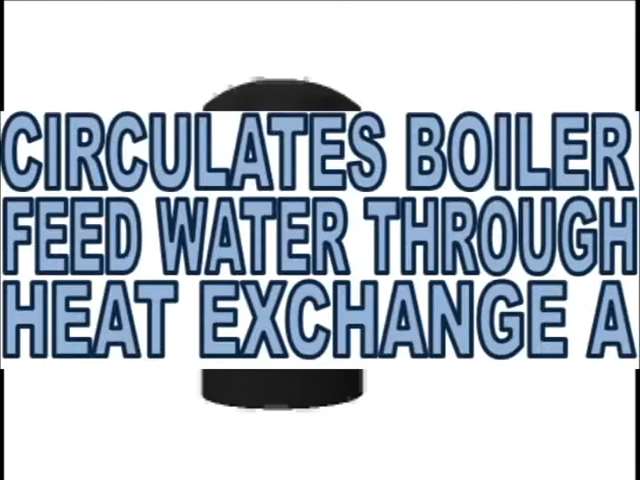 CIRCULATES BOILER
FEED WATER THROUGH
HEAT EXCHANGE A